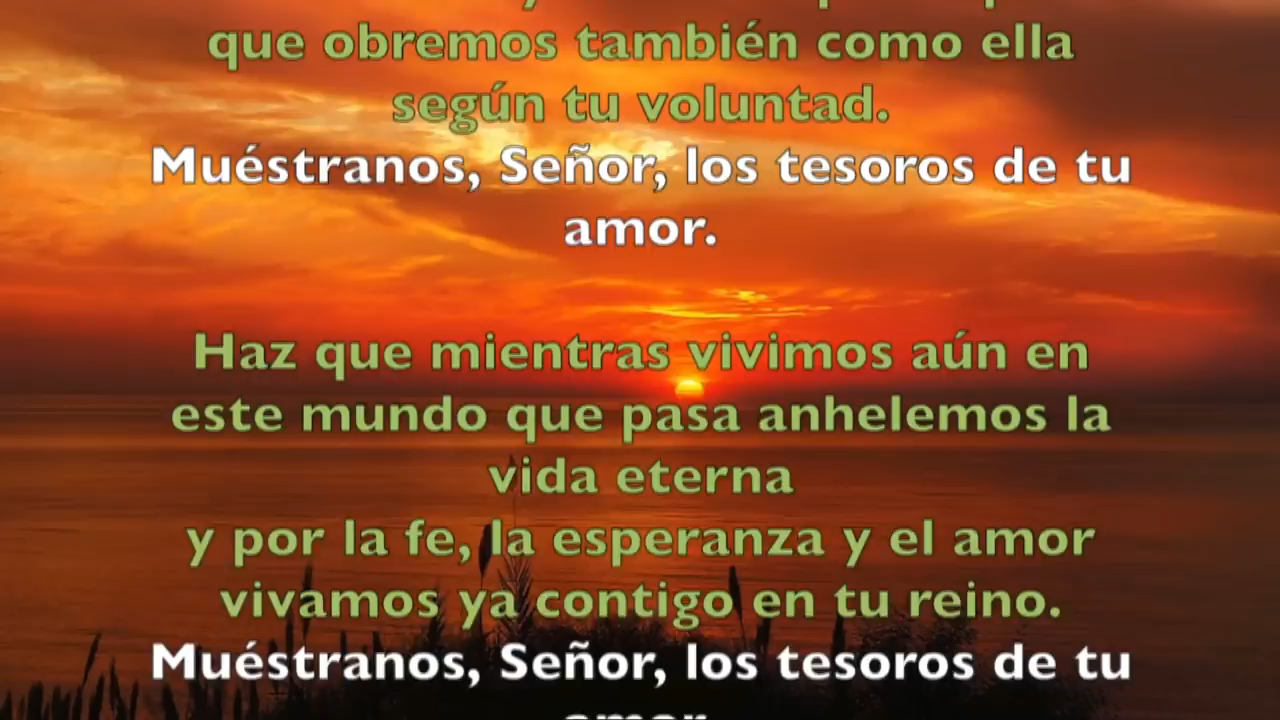 que obremos también como ella
según tu voluntad.
Muéstranos, Señor, los tesoros de tu
amor.
Haz que mientras vivimos aún en
este mundo que pasa anhelemos la
vida eterna
y por la fe, la esperanza y el amor
vivamos ya contigo en tu reino.
Muéstranos, Señor, los tesoros de tu
amor.